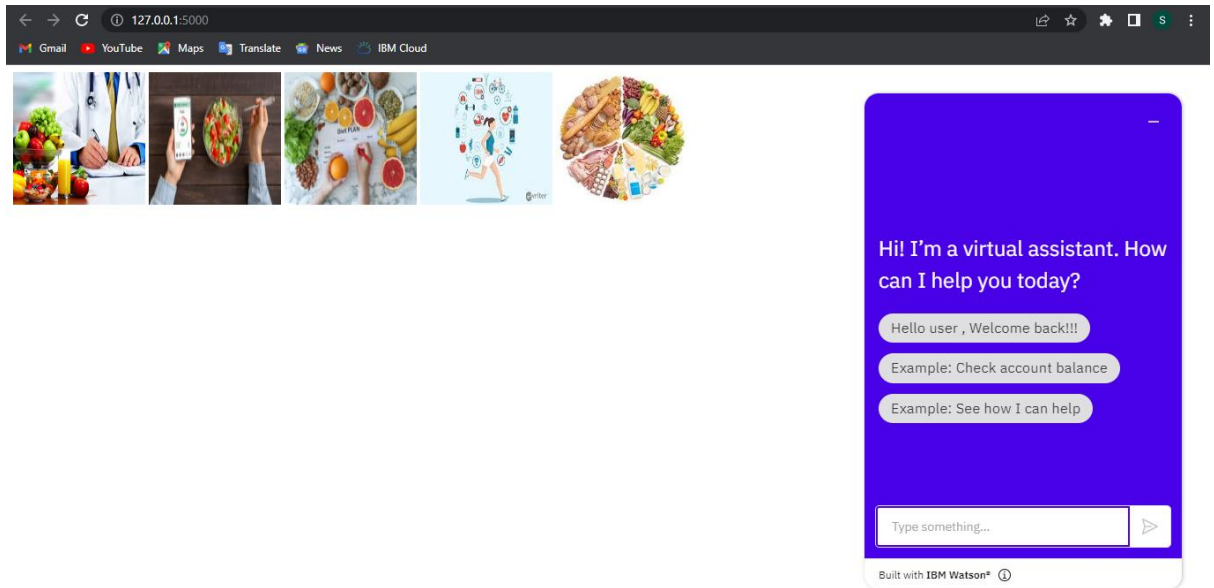 127.0.0.1:5000
S
Gmail YouTube Maps Translate News IBM Cloud
Diet PLAN
Hi! I’m a virtual assistant. How
can I help you today?
Hello user , Welcome back!!!
Example: Check account balance
Example: See how I can help
Type something...
Built with IBM Watson®